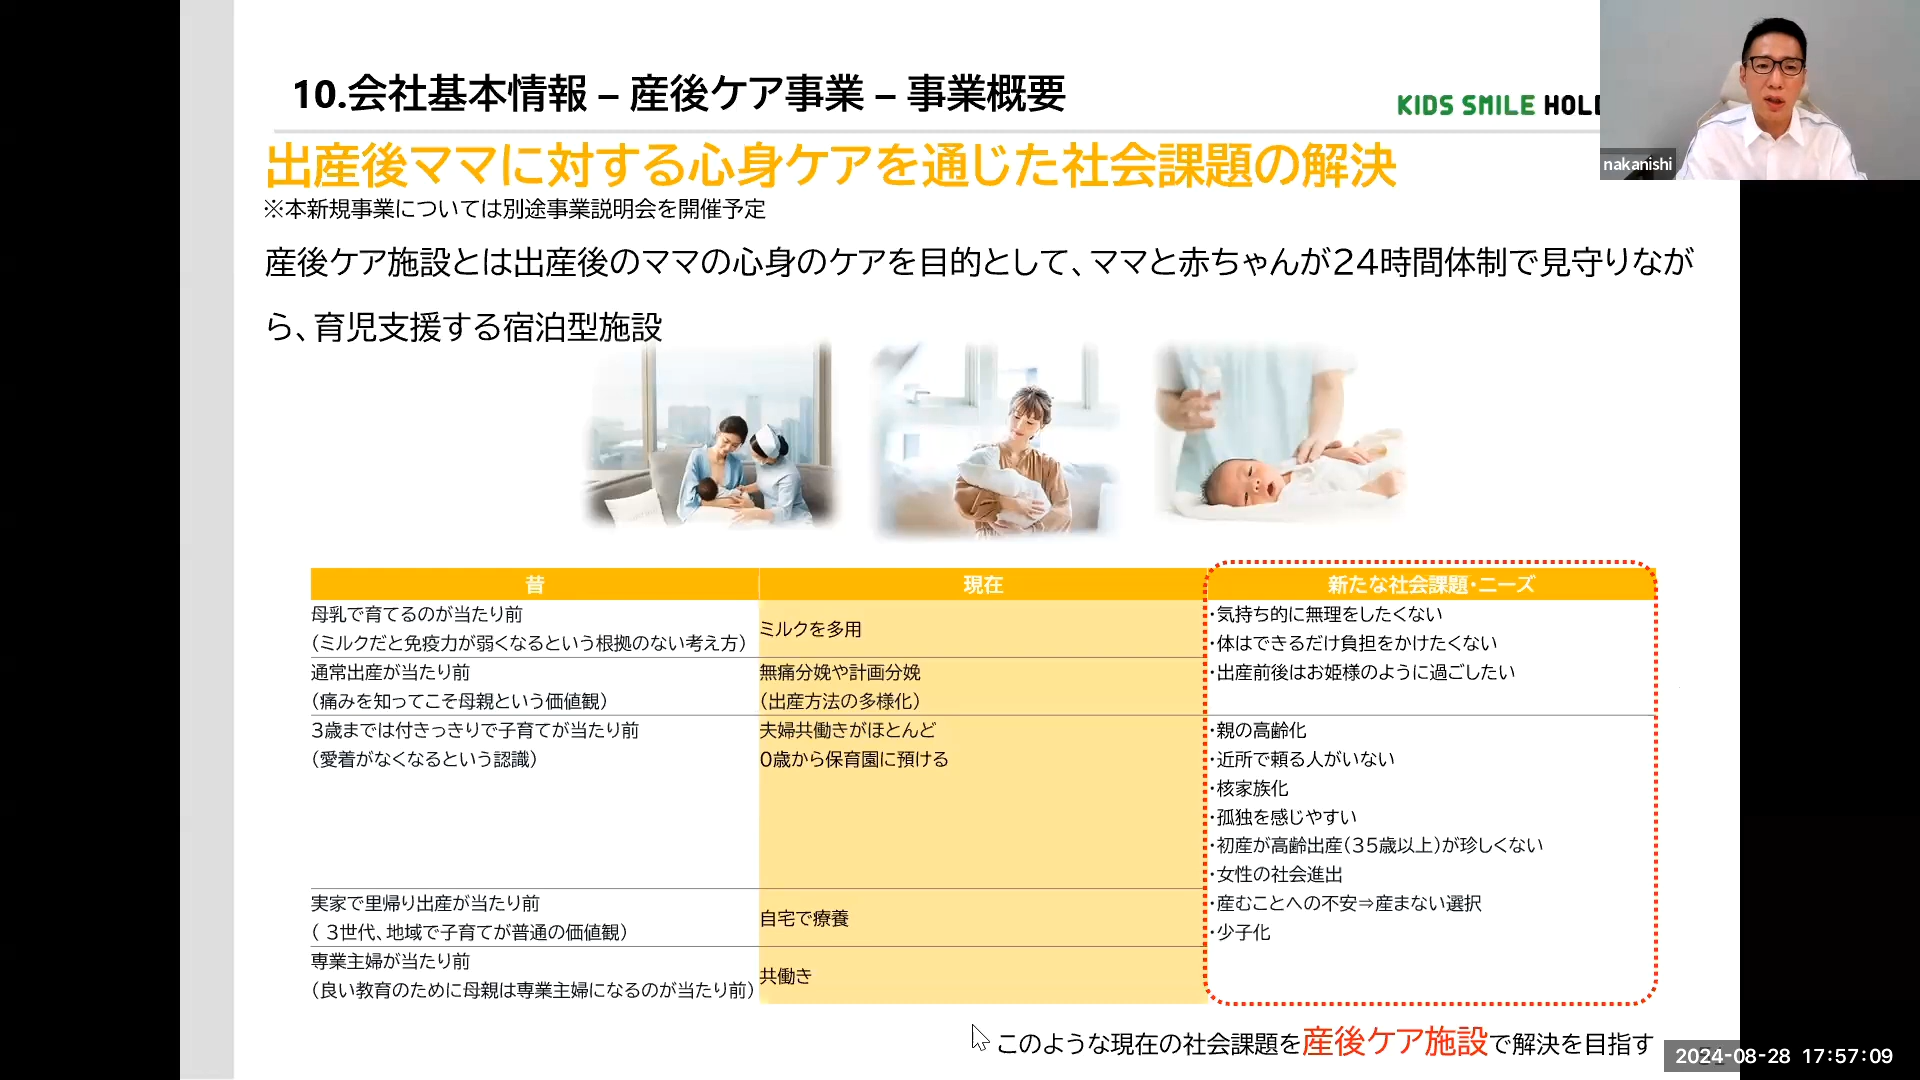 10.会社基本情報 – 産後ケア事業 – 事業概要
KIDS SMILE HOLD
nakanishi
出産後ママに対する心身ケアを通じた社会課題の解決
※本新規事業については別途事業説明会を開催予定
産後ケア施設とは出産後のママの心身のケアを目的として、ママと赤ちゃんが24時間体制で見守りなが
ら、育児支援する宿泊型施設
昔
現在
新たな社会課題・ニーズ
母乳で育てるのが当たり前
（ミルクだと免疫力が弱くなるという根拠のない考え方）
ミルクを多用
・気持ち的に無理をしたくない
・体はできるだけ負担をかけたくない
・出産前後はお姫様のように過ごしたい
通常出産が当たり前
（痛みを知ってこそ母親という価値観）
無痛分娩や計画分娩
（出産方法の多様化）
3歳までは付きっきりで子育てが当たり前
（愛着がなくなるという認識）
夫婦共働きがほとんど
0歳から保育園に預ける
・親の高齢化
・近所で頼る人がいない
・核家族化
・孤独を感じやすい
・初産が高齢出産（35歳以上）が珍しくない
・女性の社会進出
・産むことへの不安⇒産まない選択
・少子化
実家で里帰り出産が当たり前
（ 3世代、地域で子育てが普通の価値観）
自宅で療養
専業主婦が当たり前
（良い教育のために母親は専業主婦になるのが当たり前）
共働き
このような現在の社会課題を産後ケア施設で解決を目指す
2024-08-28 17:57:09